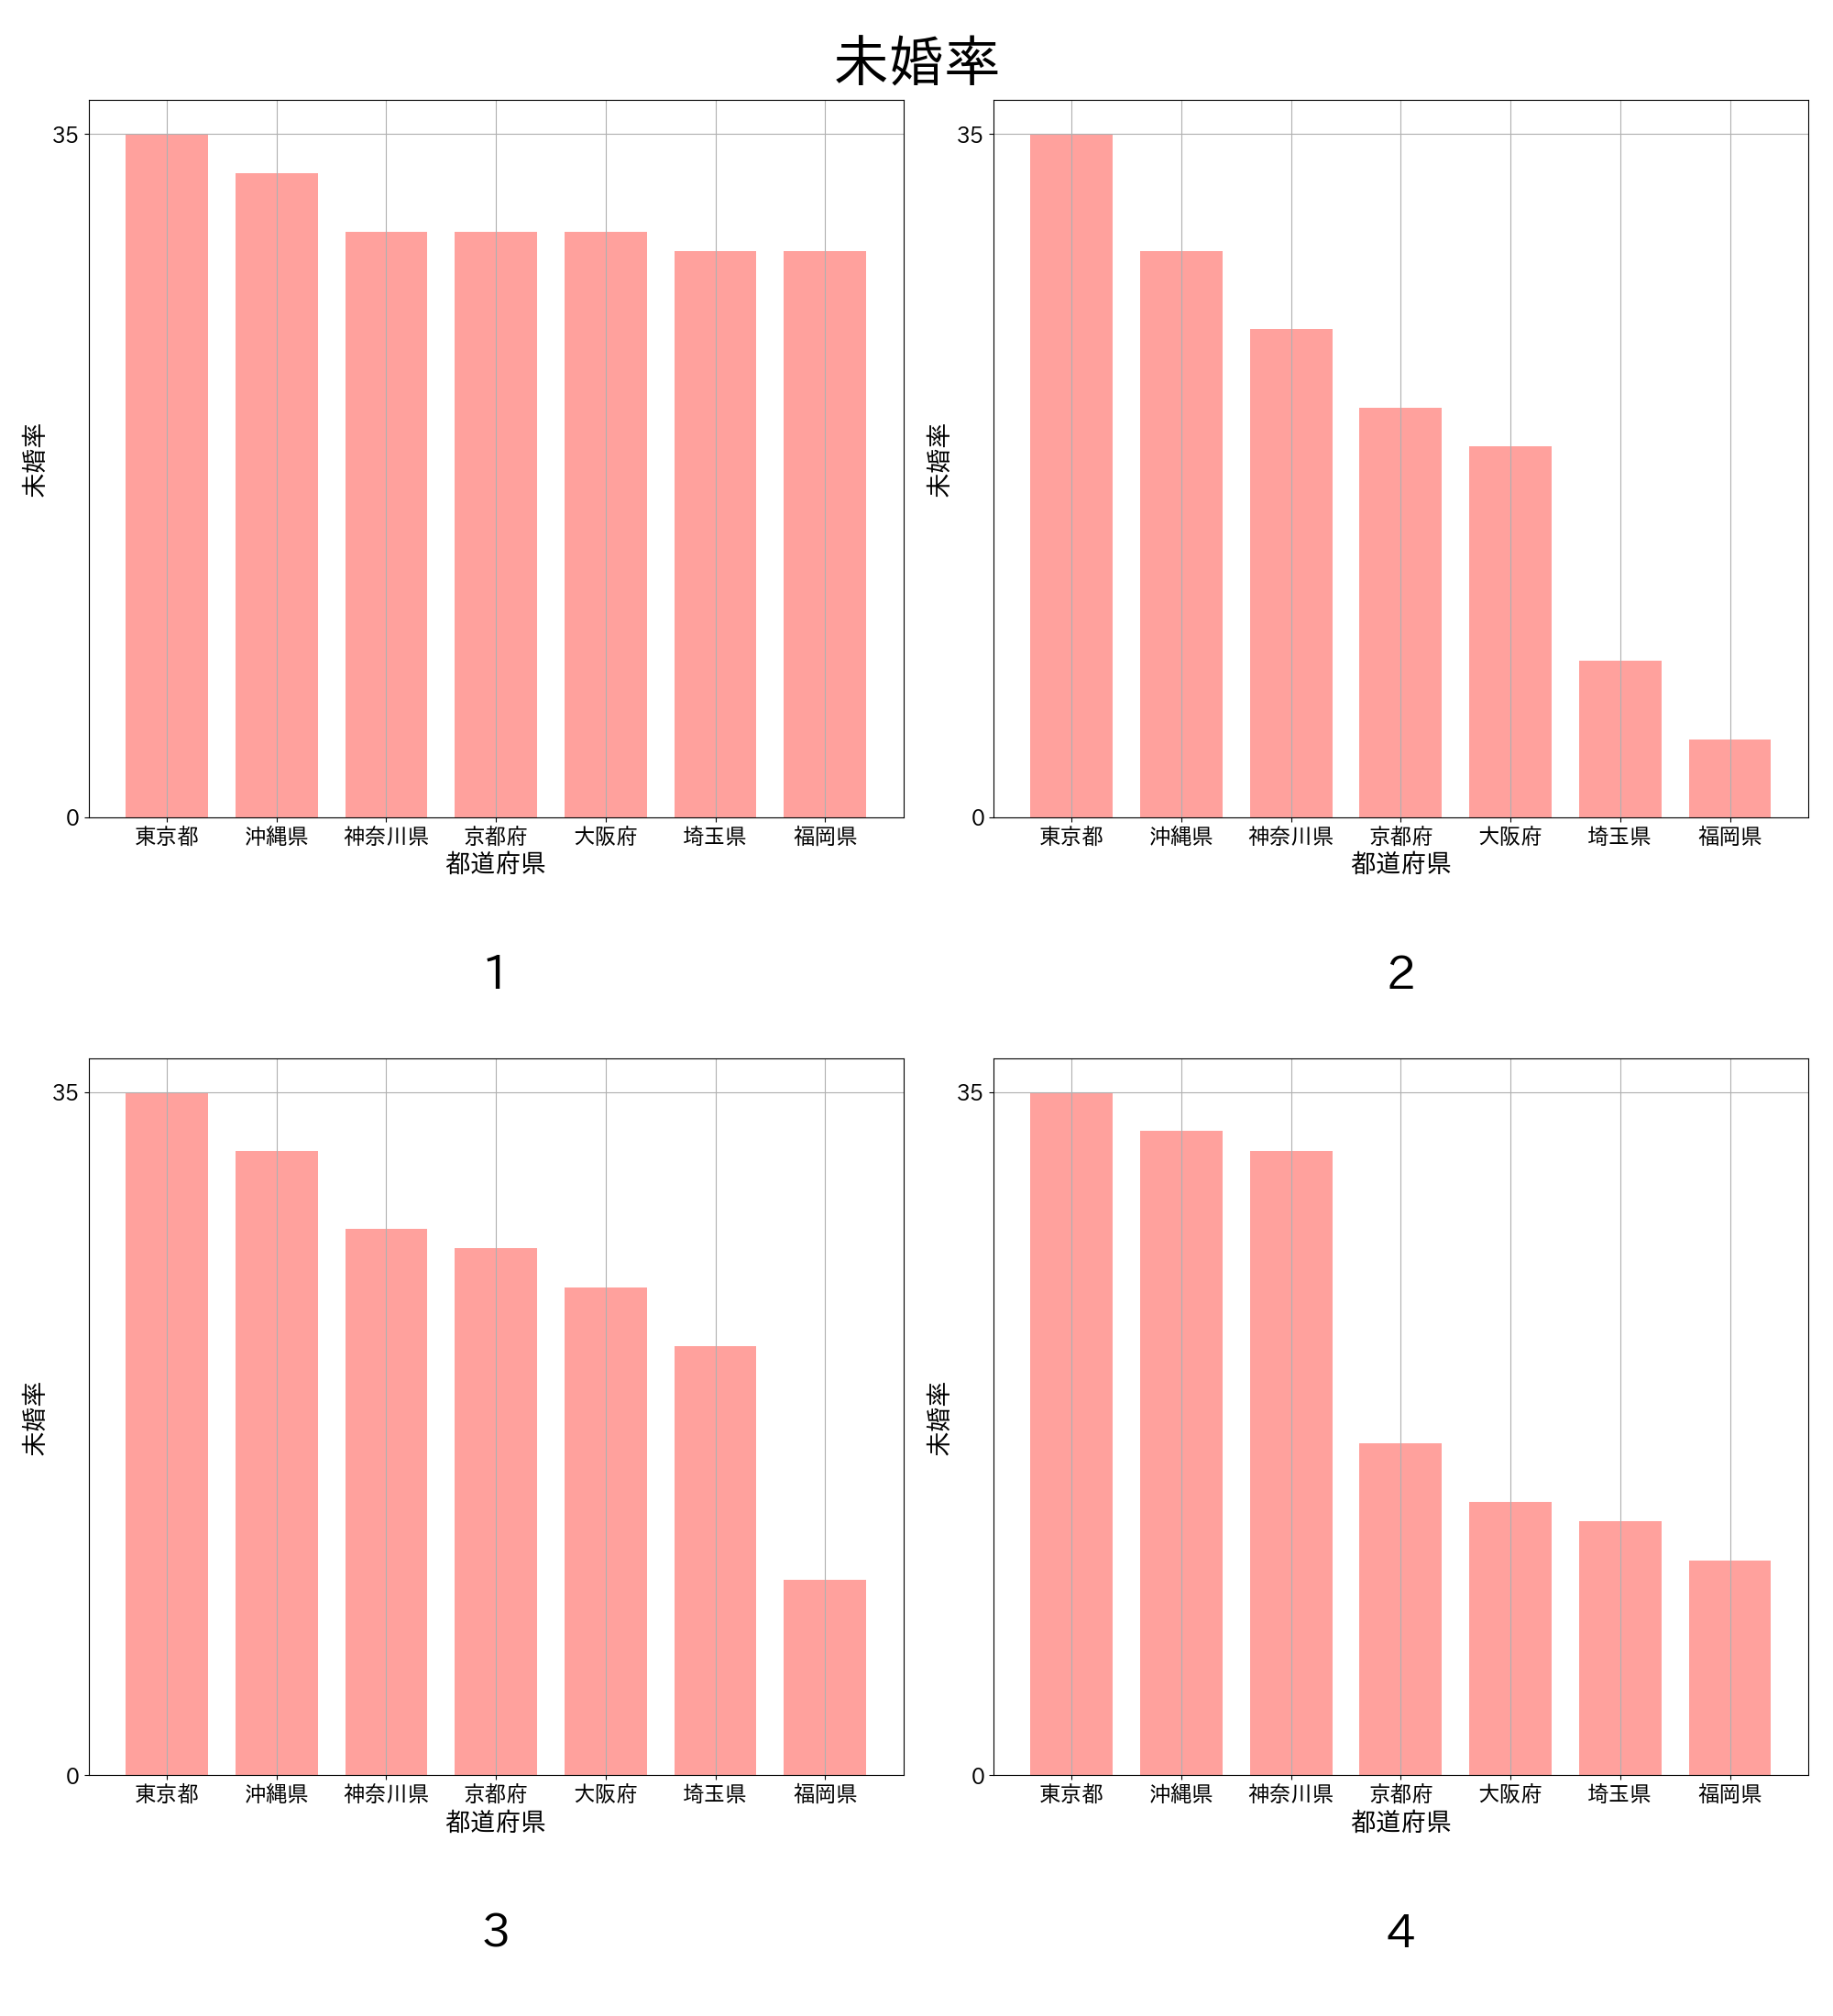 未婚率
35
0
未婚率
東京都 沖縄県 神奈川県 京都府 大阪府 埼玉県 福岡県
都道府県
1
35
0
未婚率
東京都 沖縄県 神奈川県 京都府 大阪府 埼玉県 福岡県
都道府県
2
35
0
未婚率
東京都 沖縄県 神奈川県 京都府 大阪府 埼玉県 福岡県
都道府県
3
35
0
未婚率
東京都 沖縄県 神奈川県 京都府 大阪府 埼玉県 福岡県
都道府県
4